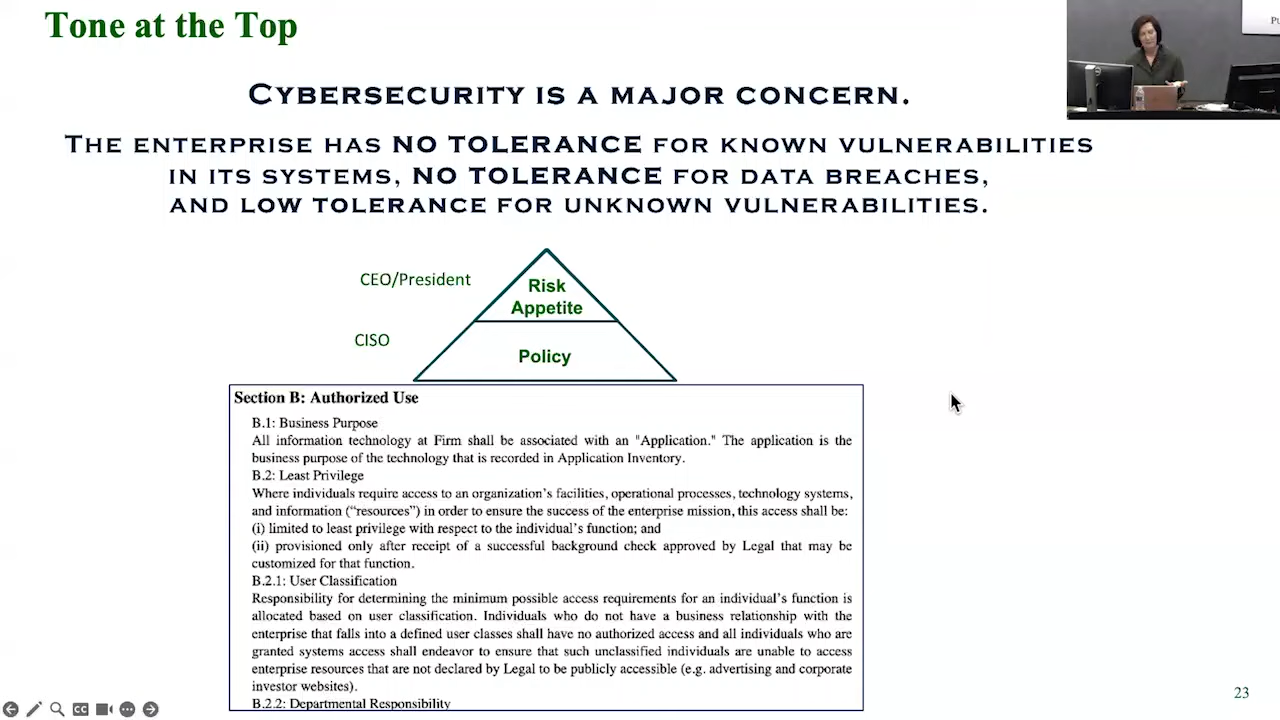 Tone at the Top
CYBERSECURITY IS A MAJOR CONCERN.
THE ENTERPRISE HAS NO TOLERANCE FOR KNOWN VULNERABILITIES
IN ITS SYSTEMS, NO TOLERANCE FOR DATA BREACHES,
AND LOW TOLERANCE FOR UNKNOWN VULNERABILITIES.
CEO/President
Risk
Appetite
CISO
Policy
Section B: Authorized Use
B.1: Business Purpose
All information technology at Firm shall be associated with an "Application." The application is the
business purpose of the technology that is recorded in Application Inventory.
B.2: Least Privilege
Where individuals require access to an organization's facilities, operational processes, technology systems,
and information ("resources") in order to ensure the success of the enterprise mission, this access shall be:
(i) limited to least privilege with respect to the individual's function; and
(ii) provisioned only after receipt of a successful background check approved by Legal that may be
customized for that function.
B.2.1: User Classification
Responsibility for determining the minimum possible access requirements for an individual's function is
allocated based on user classification. Individuals who do not have a business relationship with the
enterprise that falls into a defined user classes shall have no authorized access and all individuals who are
granted systems access shall endeavor to ensure that such unclassified individuals are unable to access
enterprise resources that are not declared by Legal to be publicly accessible (e.g. advertising and corporate
investor websites).
B.2.2: Departmental Responsibility
23
CC